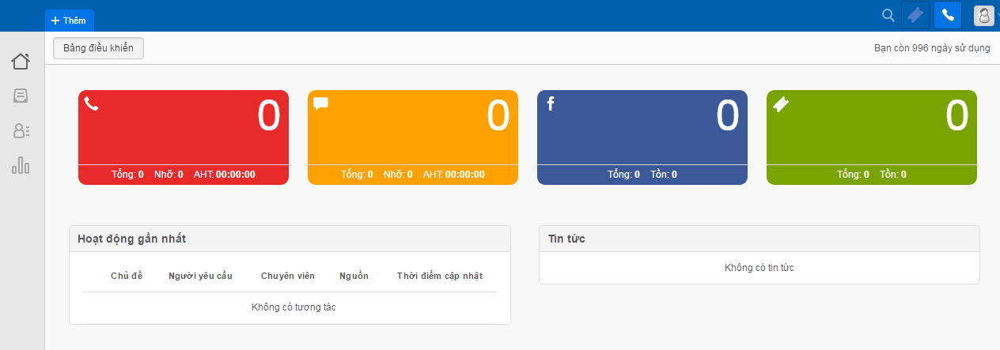 Thêm
Bảng điều khiển
Bạn còn 996 ngày sử dụng
0
Tổng: 0 Nhỡ: 0 AHT: 00:00:00
0
Tổng: 0 Nhỡ: 0 AHT: 00:00:00
0
Tổng: 0 Tồn: 0
0
Tổng: 0 Tồn: 0
Hoạt động gần nhất
Chủ đề Người yêu cầu Chuyên viên Nguồn Thời điểm cập nhật
Không có tương tác
Tin tức
Không có tin tức